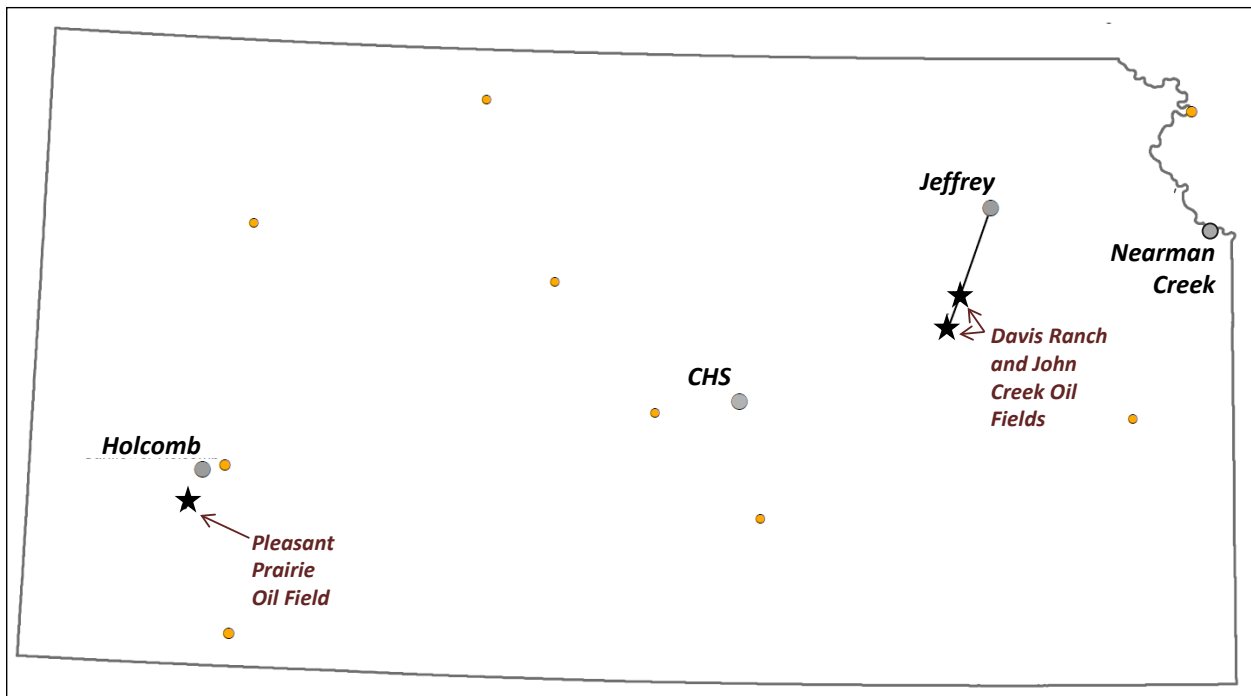 Jeffrey
Nearman
Creek
Davis Ranch
and John
Creek Oil
Fields
CHS
Holcomb
Pleasant
Prairie
Oil Field